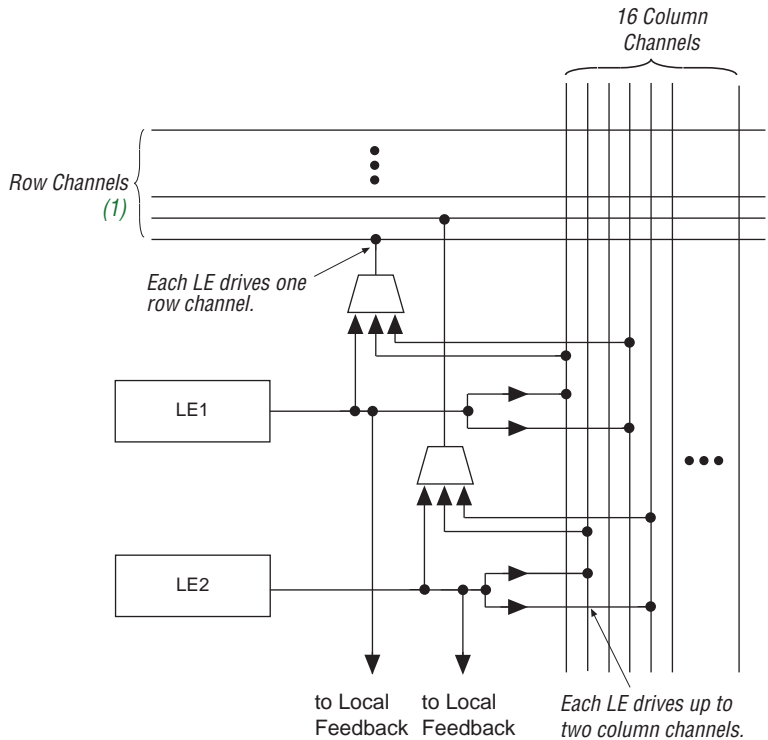 16 Column
Channels
Row Channels
(1)
Each LE drives one
row channel.
LE1
LE2
to Local
Feedback
to Local
Feedback
Each LE drives up to
two column channels.